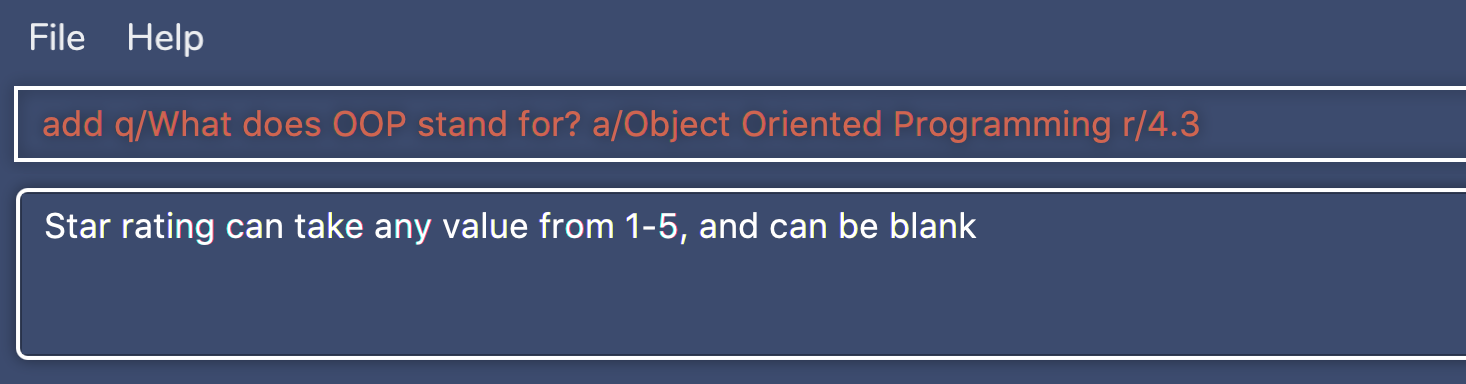 File Help
add q/What does OOP stand for? a/Object Oriented Programming r/4.3
Star rating can take any value from 1-5, and can be blank